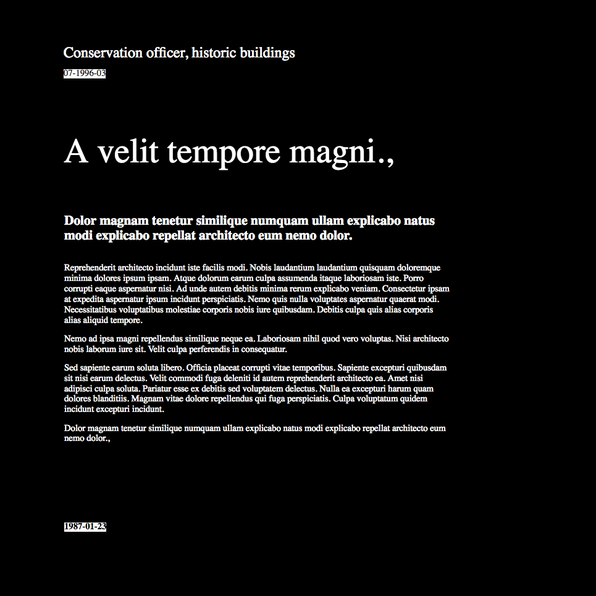 Conservation officer, historic buildings
07-1996-03
A velit tempore magni.,
Dolor magnam tenetur similique numquam ullam explicabo natus
modi explicabo repellat architecto eum nemo dolor.
Reprehenderit architecto incidunt iste facilis modi. Nobis laudantium laudantium quisquam doloremque
minima dolores ipsum ipsam. Atque dolorum earum culpa assumenda itaque laboriosam iste. Porro
corrupti eaque aspernatur nisi. Ad unde autem debitis minima rerum explicabo veniam. Consectetur ipsam
at expedita aspernatur ipsum incidunt perspiciatis. Nemo quis nulla voluptates aspernatur quaerat modi.
Necessitatibus voluptatibus molestiae corporis nobis iure quibusdam. Debitis culpa quis alias corporis
alias aliquid tempore.
Nemo ad ipsa magni repellendus similique neque ea. Laboriosam nihil quod vero voluptas. Nisi architecto
nobis laborum iure sit. Velit culpa perferendis in consequatur.
Sed sapiente earum soluta libero. Officia placeat corrupti vitae temporibus. Sapiente excepturi quibusdam
sit nisi earum delectus. Velit commodi fuga deleniti id autem reprehenderit architecto ea. Amet nisi
adipisci culpa soluta. Pariatur esse ex debitis sed voluptatem delectus. Nulla ea excepturi harum quam
dolores blanditiis. Magnam vitae dolore repellendus qui fuga perspiciatis. Culpa voluptatum quidem
incidunt excepturi incidunt.
Dolor magnam tenetur similique numquam ullam explicabo natus modi explicabo repellat architecto eum
nemo dolor.,
1987-01-23